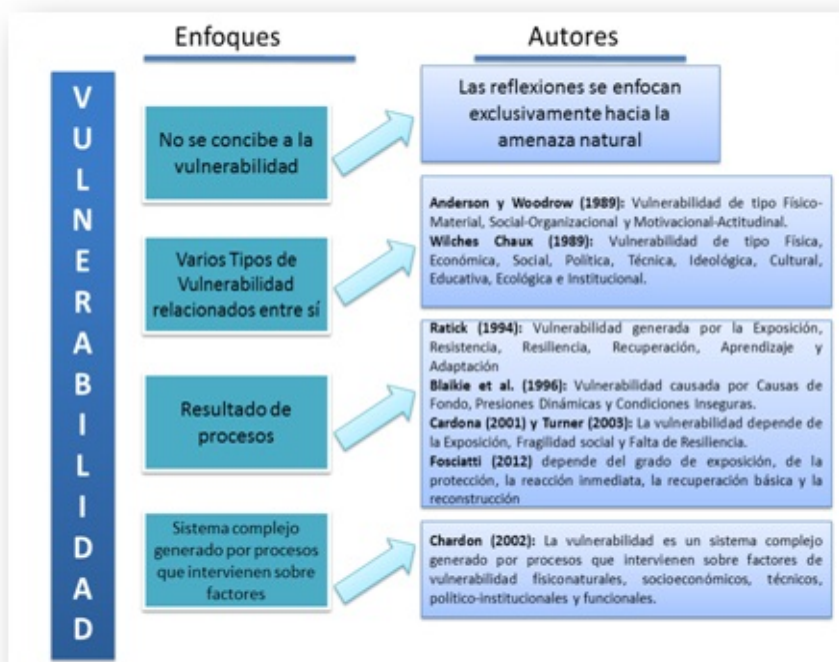 Enfoques
Autores
VULNERABILIDAD
No se concibe a la
vulnerabilidad
Las reflexiones se enfocan
exclusivamente hacia la
amenaza natural
Varios Tipos de
Vulnerabilidad
relacionados entre sí
Anderson y Woodrow (1989): Vulnerabilidad de tipo Físico-
Material, Social-Organizacional y Motivacional-Actitudinal.
Wilches Chaux (1989): Vulnerabilidad de tipo Física,
Económica, Social, Política, Técnica, Ideológica, Cultural,
Educativa, Ecológica e Institucional.
Resultado de
procesos
Ratick (1994): Vulnerabilidad generada por la Exposición,
Resistencia, Resiliencia, Recuperación, Aprendizaje y
Adaptación
Blaikie et al. (1996): Vulnerabilidad causada por Causas de
Fondo, Presiones Dinámicas y Condiciones Inseguras.
Cardona (2001) y Turner (2003): La vulnerabilidad depende de
la Exposición, Fragilidad social y Falta de Resiliencia.
Fosciatti (2012) depende del grado de exposición, de la
protección, la reacción inmediata, la recuperación básica y la
reconstrucción
Sistema complejo
generado por procesos
que intervienen sobre
factores
Chardon (2002): La vulnerabilidad es un sistema complejo
generado por procesos que intervienen sobre factores de
vulnerabilidad fisiconaturales, socioeconómicos, técnicos,
político-institucionales y funcionales.